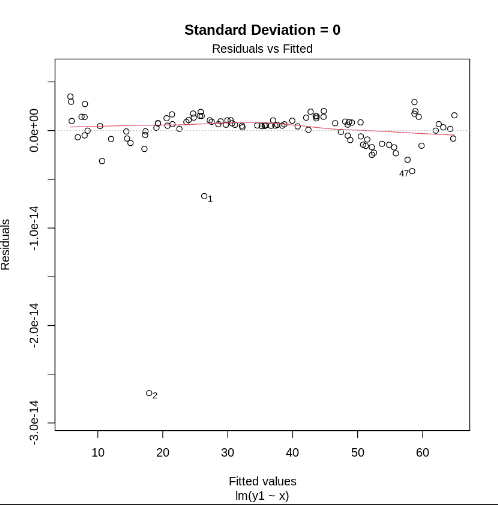 Standard Deviation = 0
Residuals vs Fitted
0.0e+00
-1.0e-14
-2.0e-14
-3.0e-14
Residuals
1
2
47
10 20 30 40 50 60
Fitted values
lm(y1 ~ x)